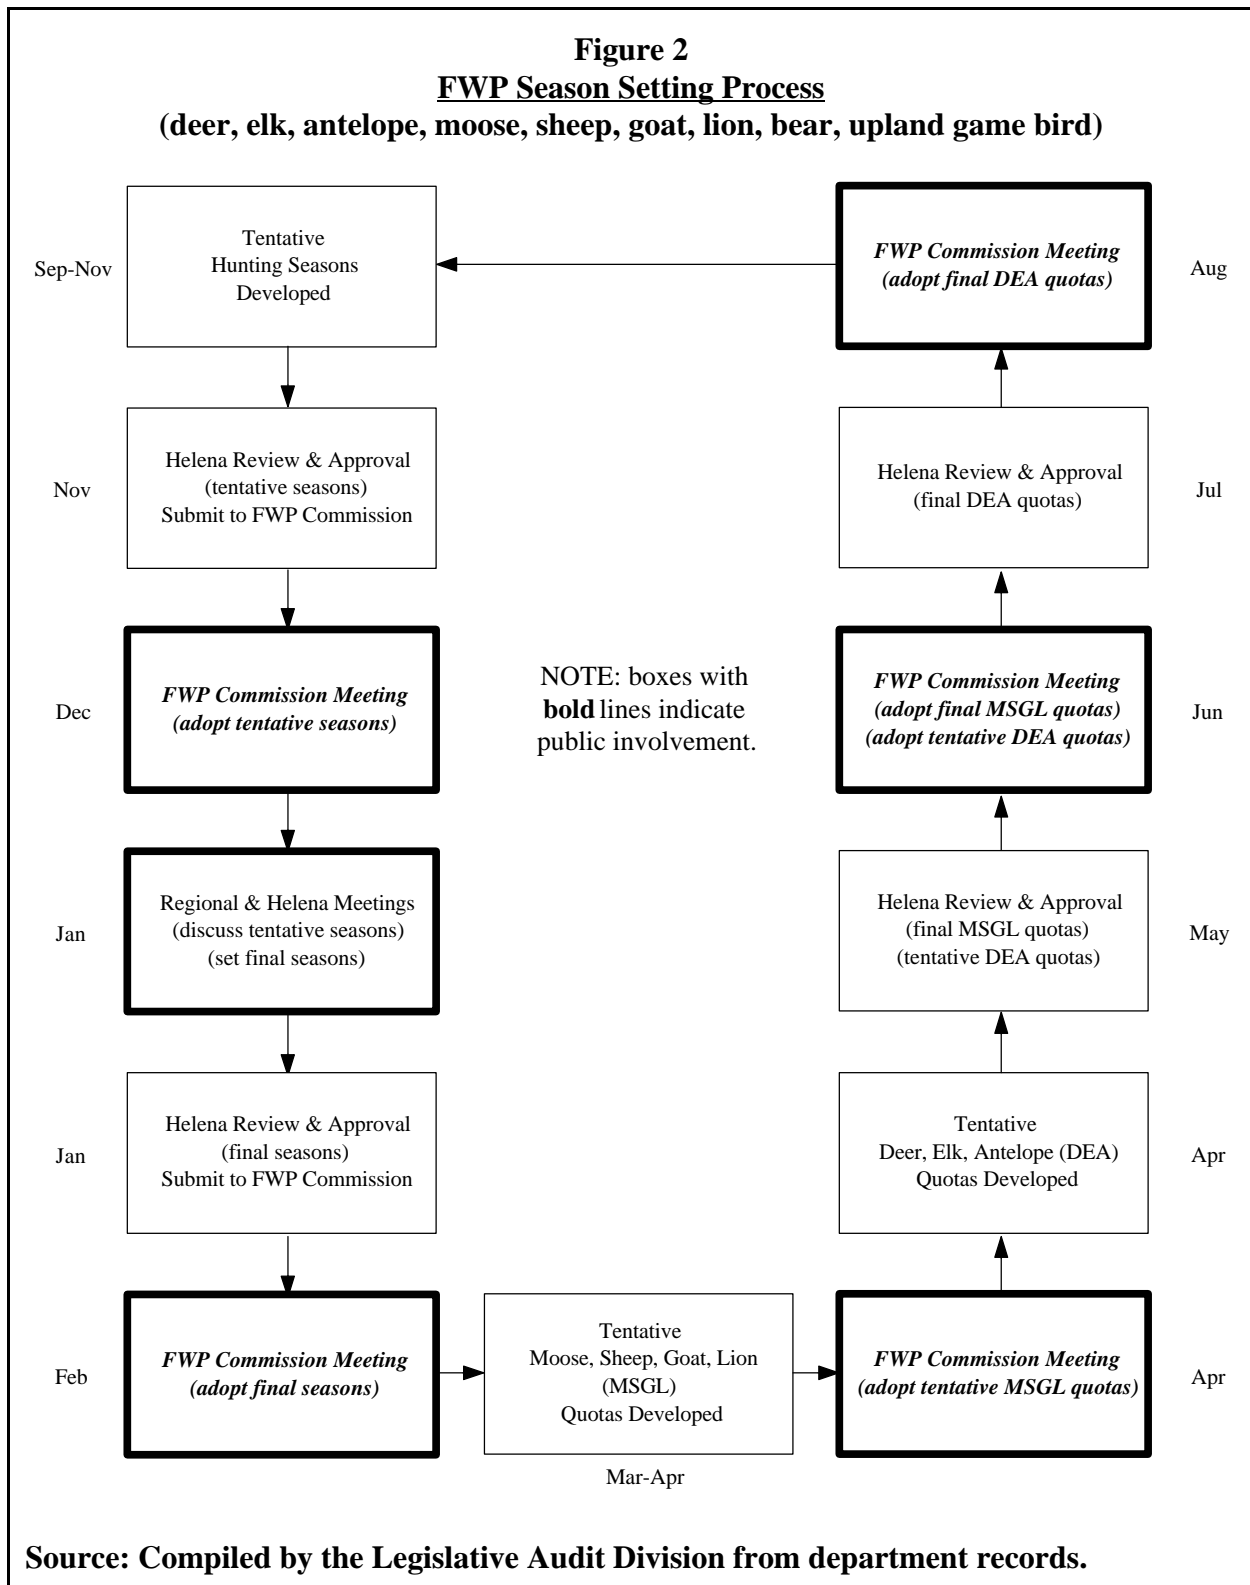 Figure 2
FWP Season Setting Process
(deer, elk, antelope, moose, sheep, goat, lion, bear, upland game bird)
Sep-Nov
Tentative
Hunting Seasons
Developed
FWP Commission Meeting
(adopt final DEA quotas)
Aug
Nov
Helena Review & Approval
(tentative seasons)
Submit to FWP Commission
Helena Review & Approval
(final DEA quotas)
Jul
Dec
FWP Commission Meeting
(adopt tentative seasons)
NOTE: boxes with
bold lines indicate
public involvement.
FWP Commission Meeting
(adopt final MSGL quotas)
(adopt tentative DEA quotas)
Jun
Jan
Regional & Helena Meetings
(discuss tentative seasons)
(set final seasons)
Helena Review & Approval
(final MSGL quotas)
(tentative DEA quotas)
May
Jan
Helena Review & Approval
(final seasons)
Submit to FWP Commission
Tentative
Deer, Elk, Antelope (DEA)
Quotas Developed
Apr
Feb
FWP Commission Meeting
(adopt final seasons)
Tentative
Moose, Sheep, Goat, Lion
(MSGL)
Quotas Developed
Mar-Apr
FWP Commission Meeting
(adopt tentative MSGL quotas)
Apr
Source: Compiled by the Legislative Audit Division from department records.